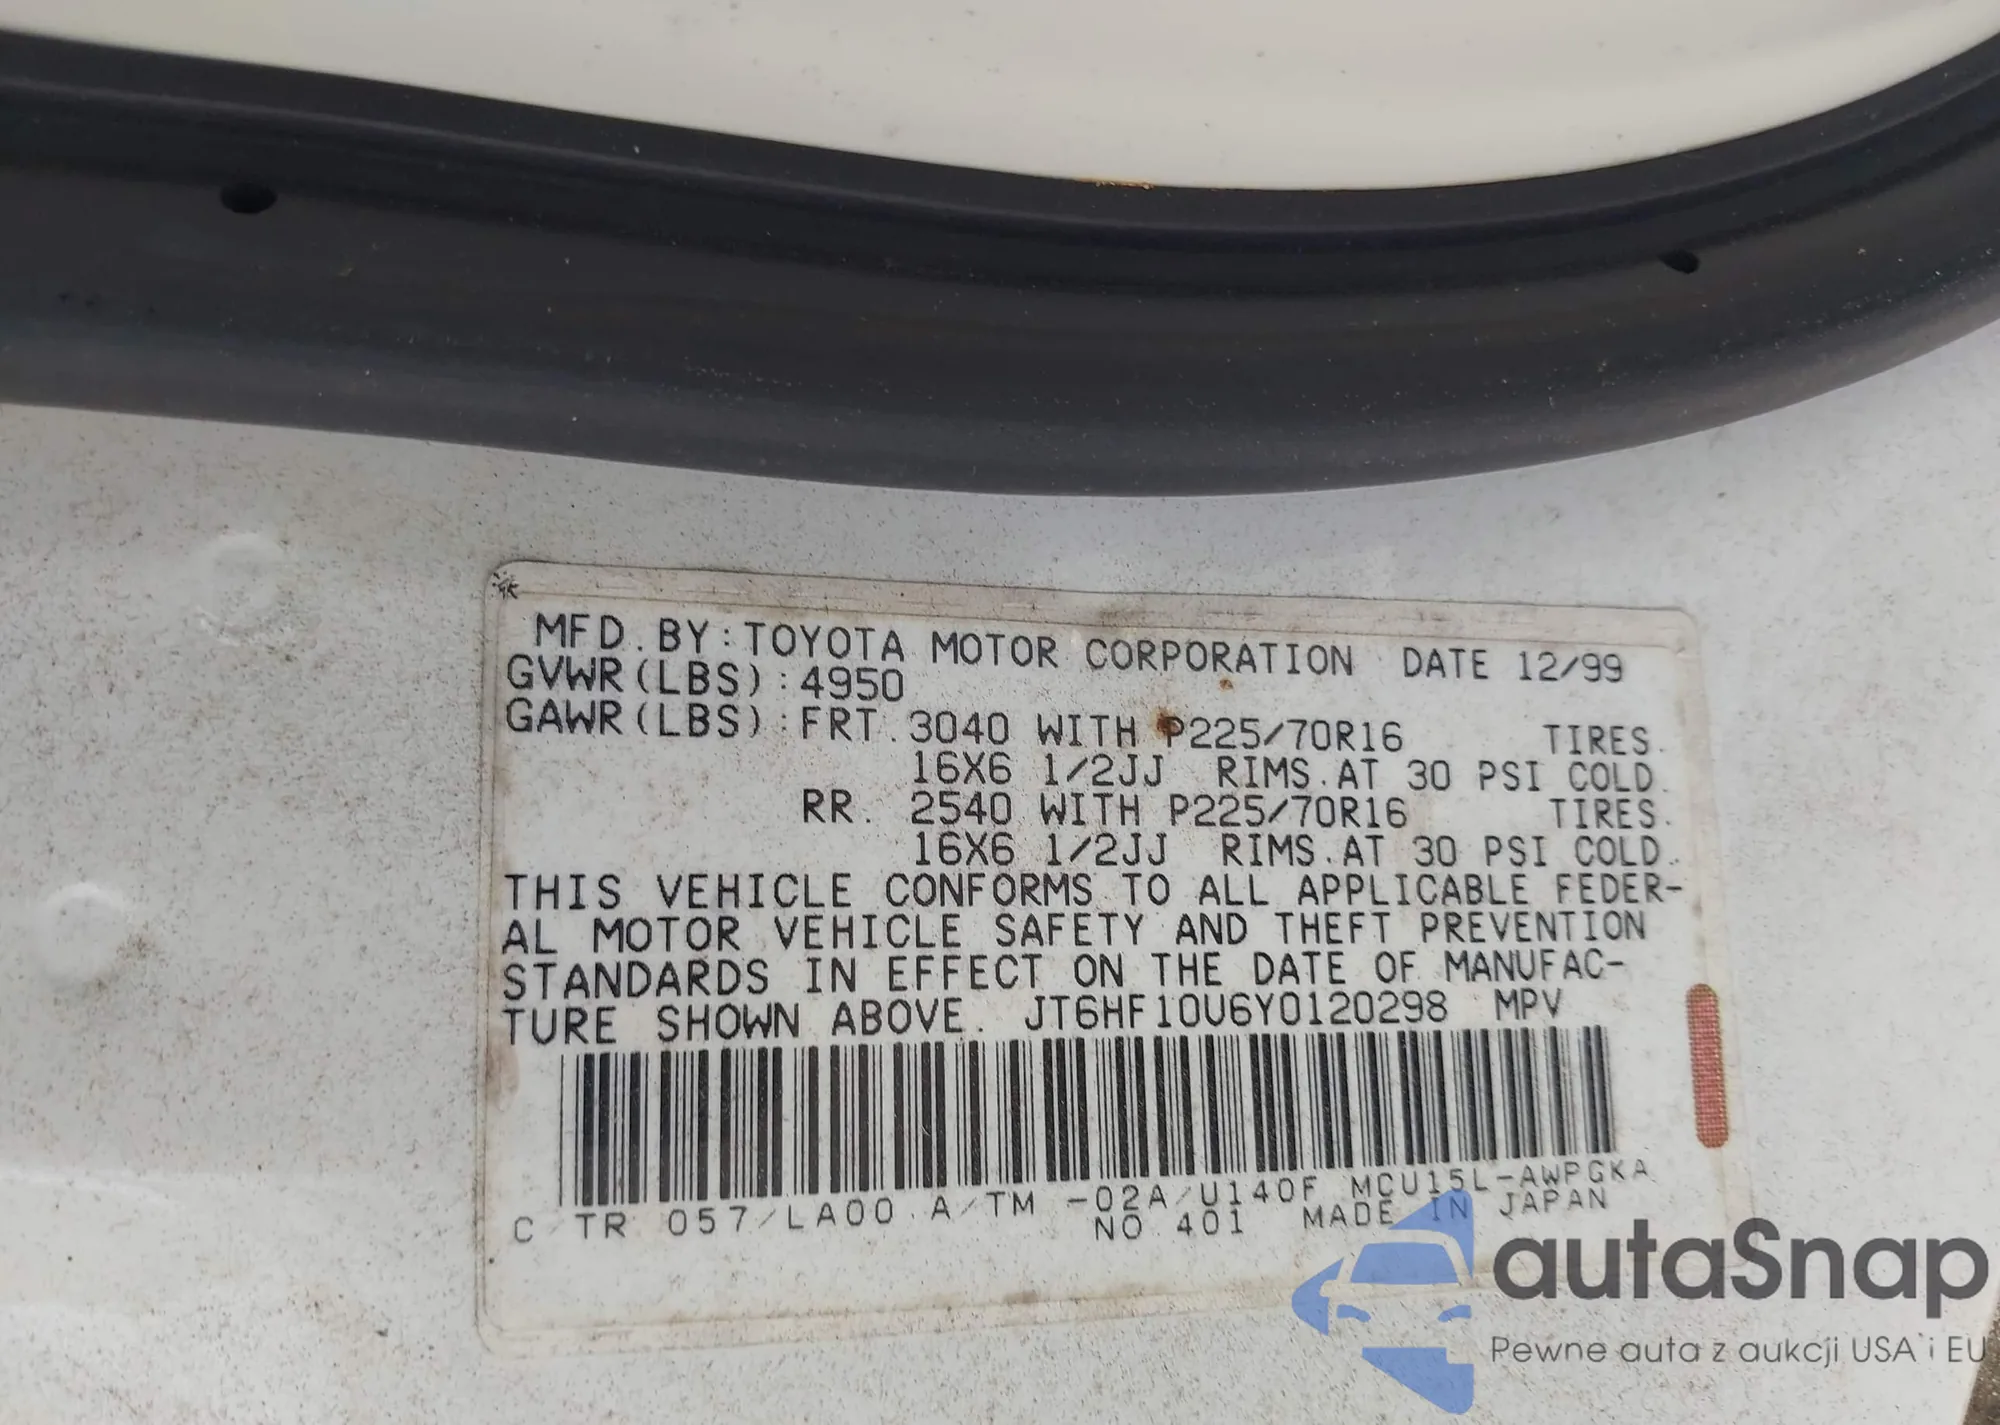 MFD.BY:TOYOTA MOTOR CORPORATION DATE 12/99
GVWR(LBS):4950
GAWR(LBS):FRT.3040 WITH P225/70R16 TIRES.
16X6 1/2JJ RIMS.AT 30 PSI COLD.
RR. 2540 WITH P225/70R16 TIRES.
16X6 1/2JJ RIMS.AT 30 PSI COLD.
THIS VEHICLE CONFORMS TO ALL APPLICABLE FEDER-
AL MOTOR VEHICLE SAFETY AND THEFT PREVENTION
STANDARDS IN EFFECT ON THE DATE OF MANUFAC-
TURE SHOWN ABOVE. JT6HF10U6Y0120298 MPV
C/TR 057/LA00 A/TM -02A/U140F MCU15L-AWPGKA
NO.401 MADE IN JAPAN
autaSnap
Pewne auta z aukcji USA i EU